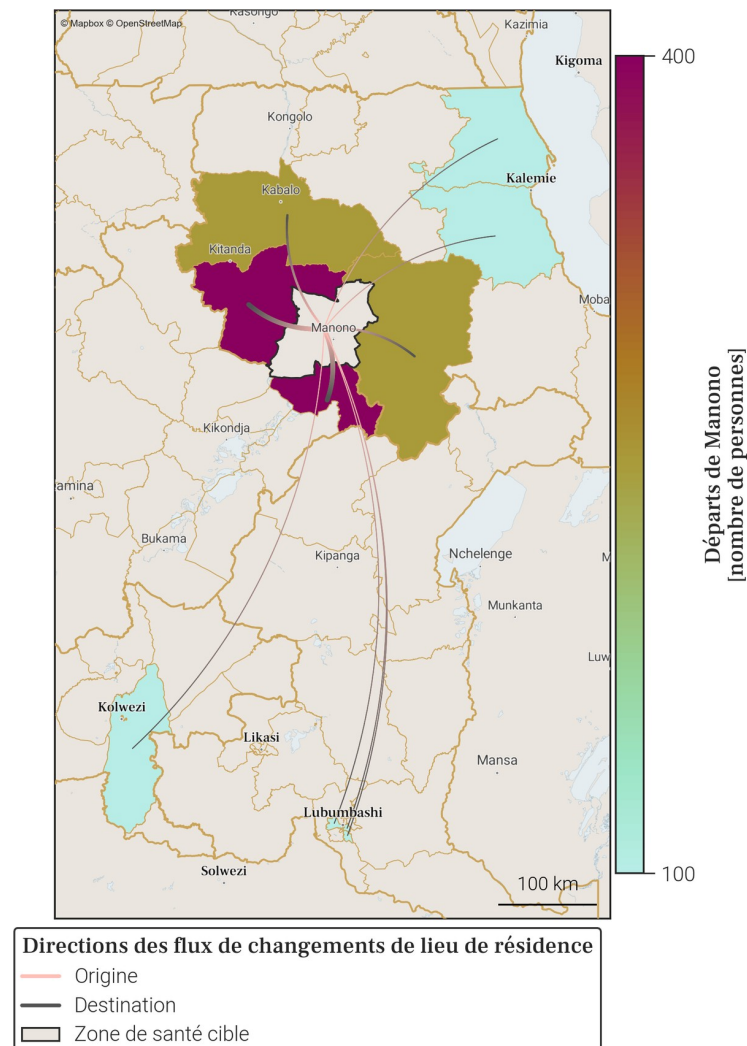 © Mapbox © OpenStreetMap
Kasongo
Kazimia
Kigoma
400
Kongolo
Kalemie
Kabalo
Kitanda
Moba
Manono
Kikondja
amina
Bukama
Kipanga
Nchelenge
M
Munkanta
Luw
Kolwezi
Likasi
Mansa
Lubumbashi
Solwezi
100 km
100
Départs de Manono
[nombre de personnes]
Directions des flux de changements de lieu de résidence
Origine
Destination
Zone de santé cible